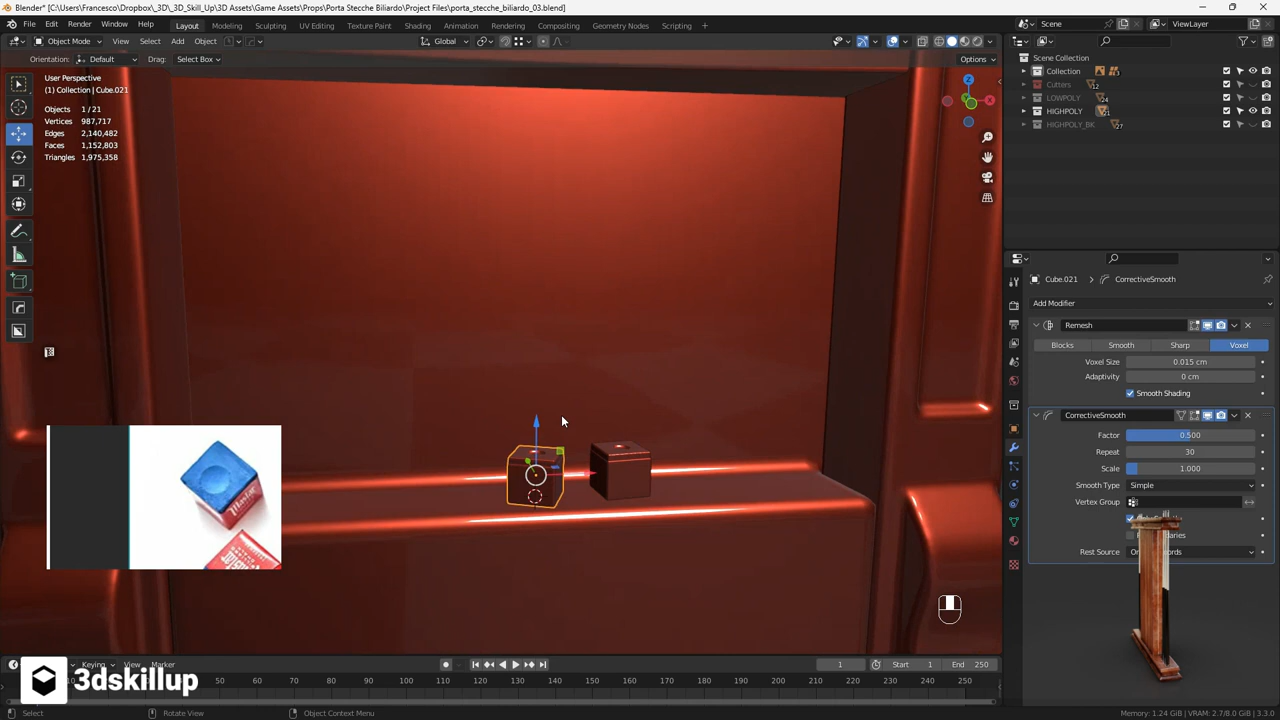 Blender* [C:\Users\Francesco\Dropbox\_3D\_3D_Skill_Up\3D Assets\Game Assets\Props\Porta Stecche Biliardo\Project Files\porta_stecche_biliardo_03.blend]
File Edit Render Window Help Layout Modeling Sculpting UV Editing Texture Paint Shading Animation Rendering Compositing Geometry Nodes Scripting + Scene ViewLayer
Object Mode View Select Add Object Global
Orientation: Default Drag: Select Box Options
User Perspective
(1) Collection | Cube.021
Objects 1/21
Vertices 987,717
Edges 2,140,482
Faces 1,152,803
Triangles 1,975,358
Z
Scene Collection
Collection
Cutters 12
LOWPOLY 24
HIGHPOLY 21
HIGHPOLY_BK 27
Cube.021 > CorrectiveSmooth
Add Modifier
Remesh
Blocks Smooth Sharp Voxel
Voxel Size 0.015 cm
Adaptivity 0 cm
Smooth Shading
CorrectiveSmooth
Factor 0.500
Repeat 30
Scale 1.000
Smooth Type Simple
Vertex Group
Rest Source
Master
3dskillup
Keying View Marker
1 Start 1 End 250
50 60 70 80 90 100 110 120 130 140 150 160 170 180 190 200 210 220 230 240 250
Select Rotate View Object Context Menu Memory: 1.24 GiB | VRAM: 2.7/8.0 GiB | 3.3.0